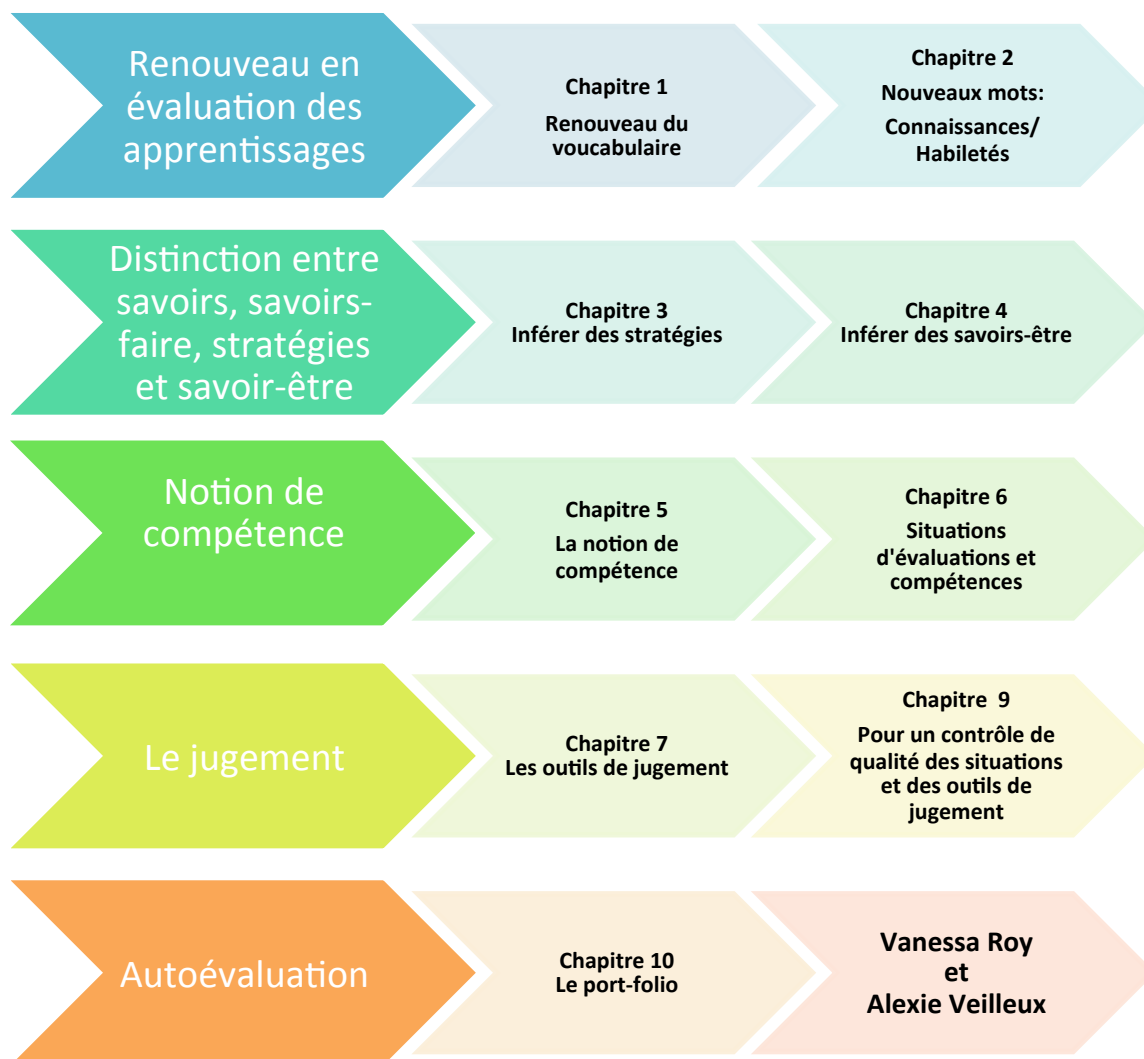 Renouveau en
évaluation des
apprentissages
Chapitre 1
Renouveau du
voucabulaire
Chapitre 2
Nouveaux mots:
Connaissances/
Habiletés
Distinction entre
savoirs, savoirs-
faire, stratégies
et savoir-être
Chapitre 3
Inférer des stratégies
Chapitre 4
Inférer des savoirs-être
Notion de
compétence
Chapitre 5
La notion de
compétence
Chapitre 6
Situations
d'évaluations et
compétences
Le jugement
Chapitre 7
Les outils de jugement
Chapitre 9
Pour un contrôle de
qualité des situations
et des outils de
jugement
Autoévaluation
Chapitre 10
Le port-folio
Vanessa Roy
et
Alexie Veilleux